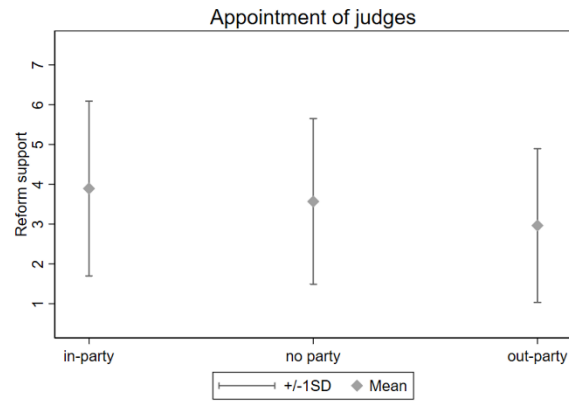 Appointment of judges
Reform support
7
6
5
4
3
2
1
in-party
no party
out-party
+/-1SD
Mean